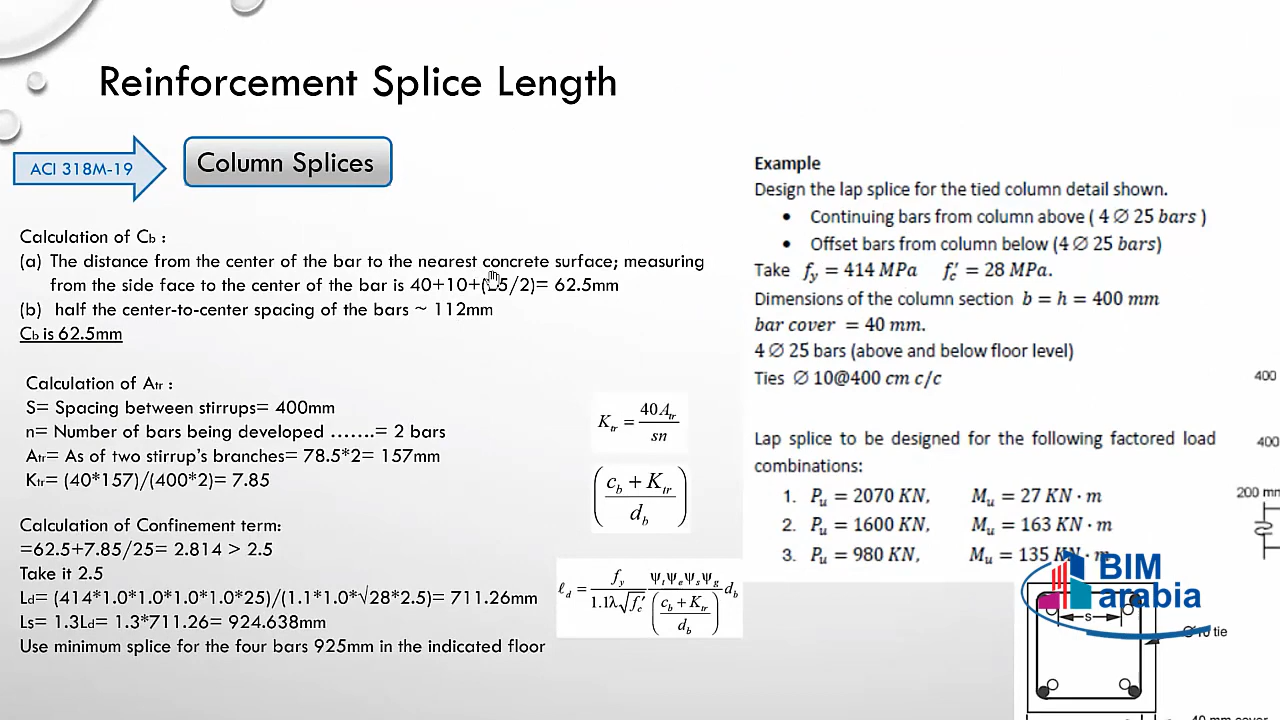 Reinforcement Splice Length
ACI 318M-19
Column Splices
Calculation of Cb :
(a) The distance from the center of the bar to the nearest concrete surface; measuring
from the side face to the center of the bar is 40+10+(25/2)= 62.5mm
(b) half the center-to-center spacing of the bars ~ 112mm
Cb is 62.5mm
Calculation of Atr :
S= Spacing between stirrups= 400mm
n= Number of bars being developed …….= 2 bars
Atr= As of two stirrup's branches= 78.5*2= 157mm
Ktr= (40*157)/(400*2)= 7.85
Calculation of Confinement term:
=62.5+7.85/25= 2.814 > 2.5
Take it 2.5
Ld= (414*1.0*1.0*1.0*1.0*25)/(1.1*1.0*√28*2.5)= 711.26mm
Ls= 1.3Ld= 1.3*711.26= 924.638mm
Use minimum splice for the four bars 925mm in the indicated floor
Ktr = 40Atr / sn
(cb + Ktr / db)
ℓd = fy / 1.1λ√fc′ ψtψeψsψg / (cb + Ktr / db) db
Example
Design the lap splice for the tied column detail shown.
• Continuing bars from column above ( 4 ∅ 25 bars )
• Offset bars from column below (4 ∅ 25 bars)
Take fy = 414 MPa fc′ = 28 MPa.
Dimensions of the column section b = h = 400 mm
bar cover = 40 mm.
4 ∅ 25 bars (above and below floor level)
Ties ∅ 10@400 cm c/c
Lap splice to be designed for the following factored load
combinations:
1. Pu = 2070 KN, Mu = 27 KN · m
2. Pu = 1600 KN, Mu = 163 KN · m
3. Pu = 980 KN, Mu = 135 KN · m
400
400
200 mm
BIM
arabia
s
∅10 tie
40 mm cover